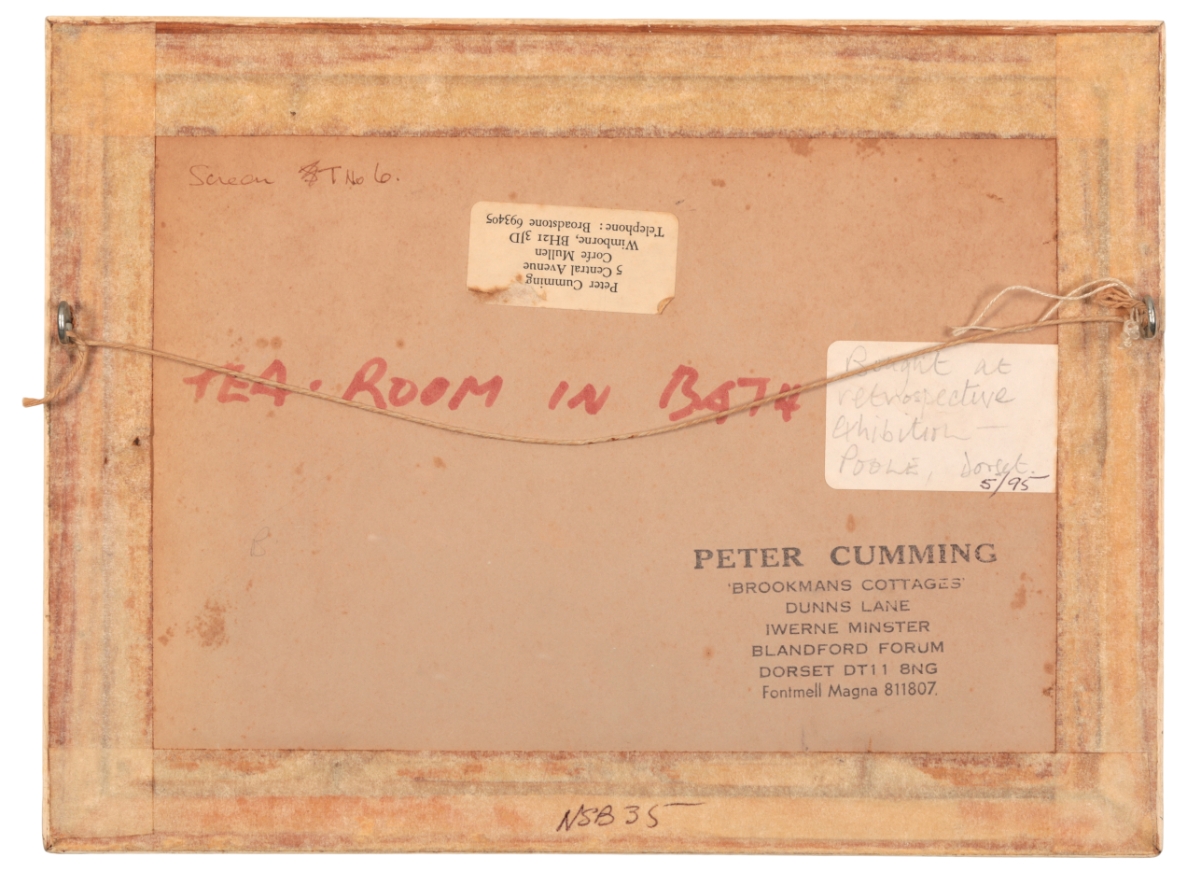 Screen T No 6.
Peter Cumming
5 Central Avenue
Corfe Mullen
Wimborne, BH21 3JD
Telephone : Broadstone 693405
TEA. ROOM IN BATH
Bought at
retrospective
exhibition —
POOLE, Dorset.
5/95
PETER CUMMING
'BROOKMANS COTTAGES'
DUNNS LANE
IWERNE MINSTER
BLANDFORD FORUM
DORSET DT11 8NG
Fontmell Magna 811807.
NSB 35